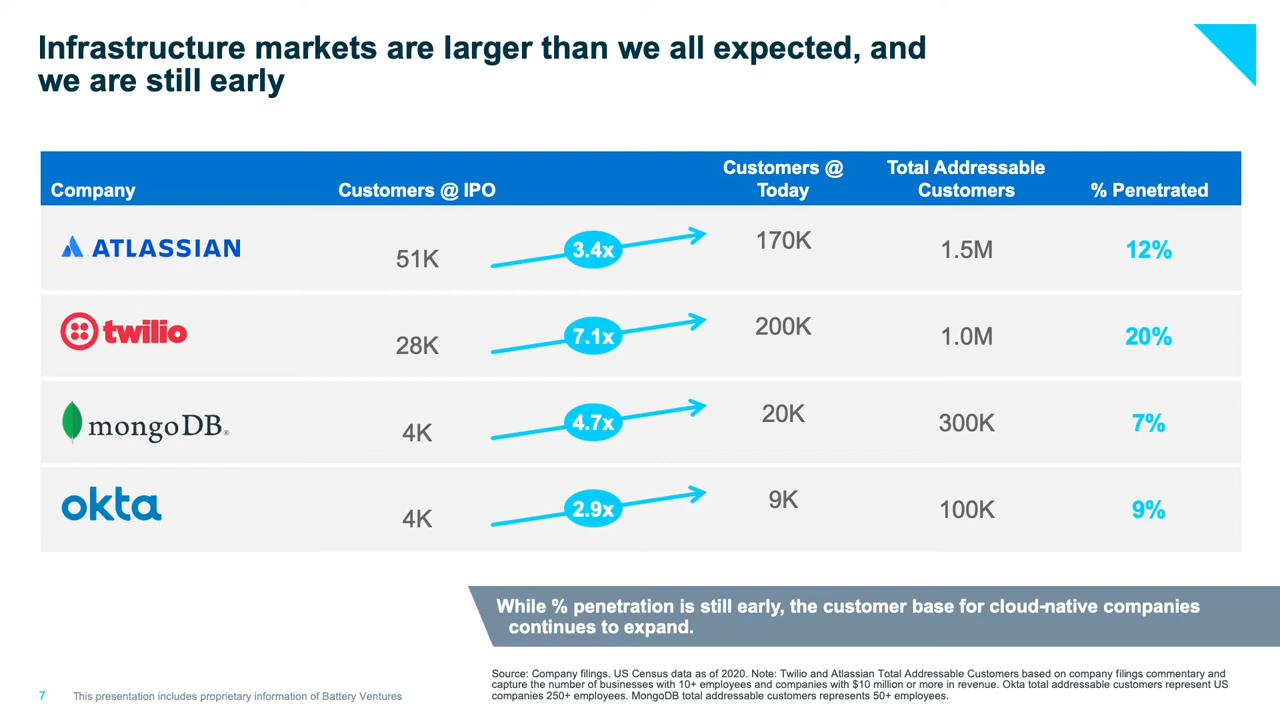 Infrastructure markets are larger than we all expected, and
we are still early
Company Customers @ IPO Customers @ Today Total Addressable Customers % Penetrated
ATLASSIAN 51K 3.4x 170K 1.5M 12%
twilio 28K 7.1x 200K 1.0M 20%
mongoDB® 4K 4.7x 20K 300K 7%
okta 4K 2.9x 9K 100K 9%
While % penetration is still early, the customer base for cloud-native companies
continues to expand.
Source: Company filings. US Census data as of 2020. Note: Twilio and Atlassian Total Addressable Customers based on company filings commentary and
capture the number of businesses with 10+ employees and companies with $10 million or more in revenue. Okta total addressable customers represent US
companies 250+ employees. MongoDB total addressable customers represents 50+ employees.
7 This presentation includes proprietary information of Battery Ventures